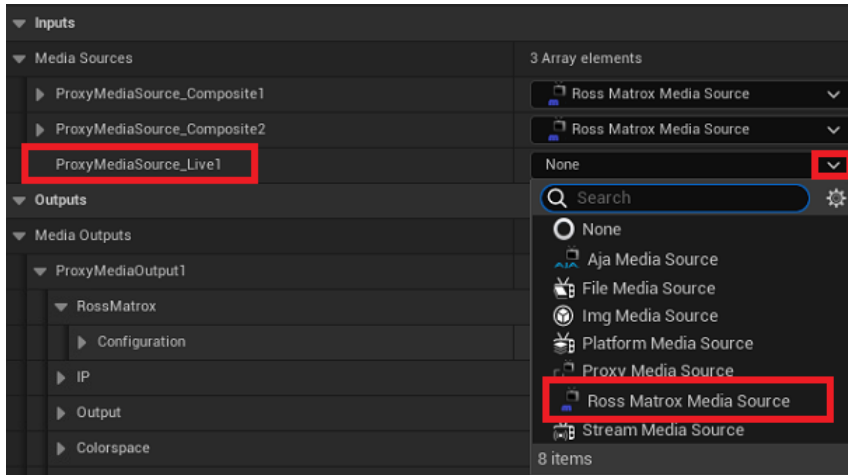 Inputs
Media Sources 3 Array elements
ProxyMediaSource_Composite1 Ross Matrox Media Source
ProxyMediaSource_Composite2 Ross Matrox Media Source
ProxyMediaSource_Live1 None
Outputs Search
Media Outputs None
Aja Media Source
ProxyMediaOutput1 File Media Source
RossMatrox Img Media Source
Configuration Platform Media Source
IP Proxy Media Source
Output Ross Matrox Media Source
Colorspace Stream Media Source
8 items